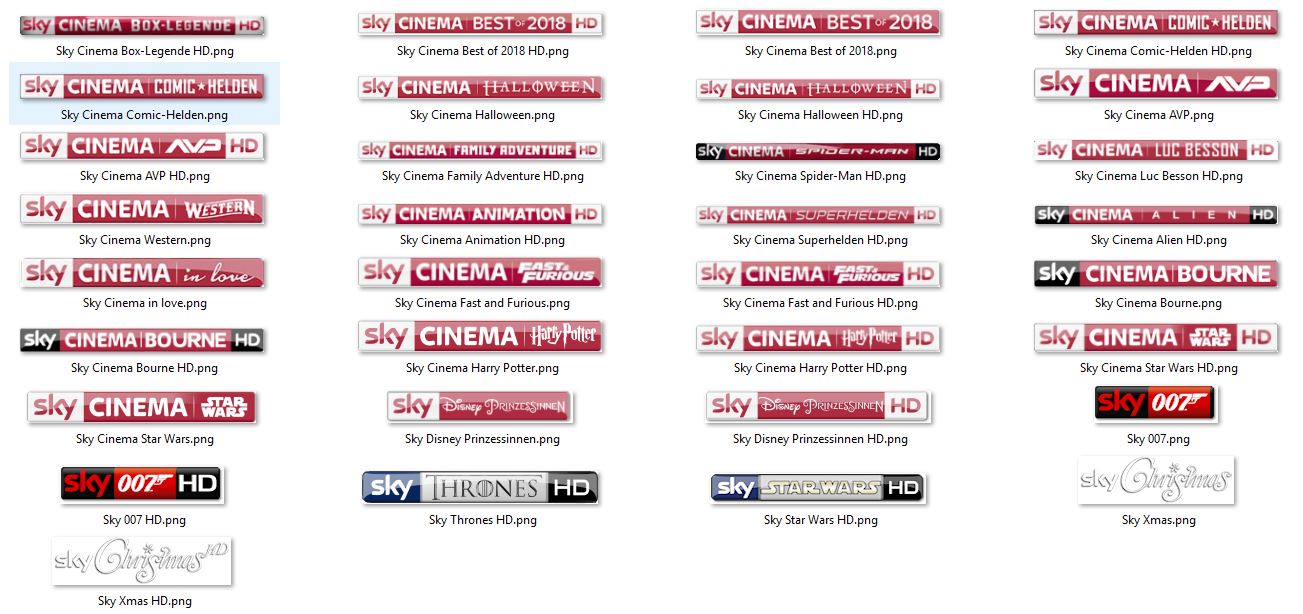 sky CINEMA BOX-LEGENDE HD
sky CINEMA BEST OF 2018 HD
sky CINEMA BEST OF 2018
sky CINEMA COMIC★HELDEN HD
Sky Cinema Box-Legende HD.png
Sky Cinema Best of 2018 HD.png
Sky Cinema Best of 2018.png
Sky Cinema Comic-Helden HD.png
sky CINEMA COMIC★HELDEN
sky CINEMA HALLOWEEN
sky CINEMA HALLOWEEN HD
sky CINEMA AVP
Sky Cinema Comic-Helden.png
Sky Cinema Halloween.png
Sky Cinema Halloween HD.png
Sky Cinema AVP.png
sky CINEMA AVP HD
sky CINEMA FAMILY ADVENTURE HD
sky CINEMA SPIDER-MAN HD
sky CINEMA LUC BESSON HD
Sky Cinema AVP HD.png
Sky Cinema Family Adventure HD.png
Sky Cinema Spider-Man HD.png
Sky Cinema Luc Besson HD.png
sky CINEMA WESTERN
sky CINEMA ANIMATION HD
sky CINEMA SUPERHELDEN HD
sky CINEMA ALIEN HD
Sky Cinema Western.png
Sky Cinema Animation HD.png
Sky Cinema Superhelden HD.png
Sky Cinema Alien HD.png
sky CINEMA in love
sky CINEMA FAST & FURIOUS
sky CINEMA FAST & FURIOUS HD
sky CINEMA BOURNE
Sky Cinema in love.png
Sky Cinema Fast and Furious.png
Sky Cinema Fast and Furious HD.png
Sky Cinema Bourne.png
sky CINEMA BOURNE HD
sky CINEMA Harry Potter
sky CINEMA Harry Potter HD
sky CINEMA STAR WARS HD
Sky Cinema Bourne HD.png
Sky Cinema Harry Potter.png
Sky Cinema Harry Potter HD.png
Sky Cinema Star Wars HD.png
sky CINEMA STAR WARS
sky DISNEY PRINZESSINNEN
sky DISNEY PRINZESSINNEN HD
sky 007
Sky Cinema Star Wars.png
Sky Disney Prinzessinnen.png
Sky Disney Prinzessinnen HD.png
Sky 007.png
sky 007 HD
sky THRONES HD
sky STAR WARS HD
sky Christmas
Sky 007 HD.png
Sky Thrones HD.png
Sky Star Wars HD.png
Sky Xmas.png
sky Christmas HD
Sky Xmas HD.png